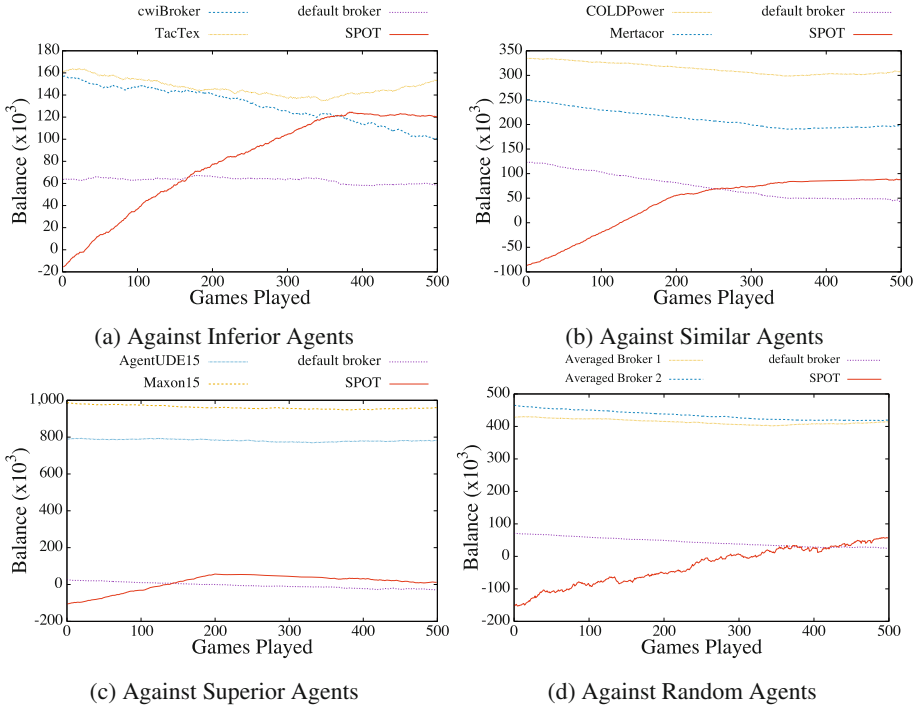 cwiBroker default broker
TacTex SPOT
180
160
140
120
100
80
60
40
20
0
-20
Balance (x10³)
0 100 200 300 400 500
Games Played
(a) Against Inferior Agents
COLDPower default broker
Mertacor SPOT
350
300
250
200
150
100
50
0
-50
-100
Balance (x10³)
0 100 200 300 400 500
Games Played
(b) Against Similar Agents
AgentUDE15 default broker
Maxon15 SPOT
1,000
800
600
400
200
0
-200
Balance (x10³)
0 100 200 300 400 500
Games Played
(c) Against Superior Agents
Averaged Broker 1 default broker
Averaged Broker 2 SPOT
500
400
300
200
100
0
-100
-200
Balance (x10³)
0 100 200 300 400 500
Games Played
(d) Against Random Agents